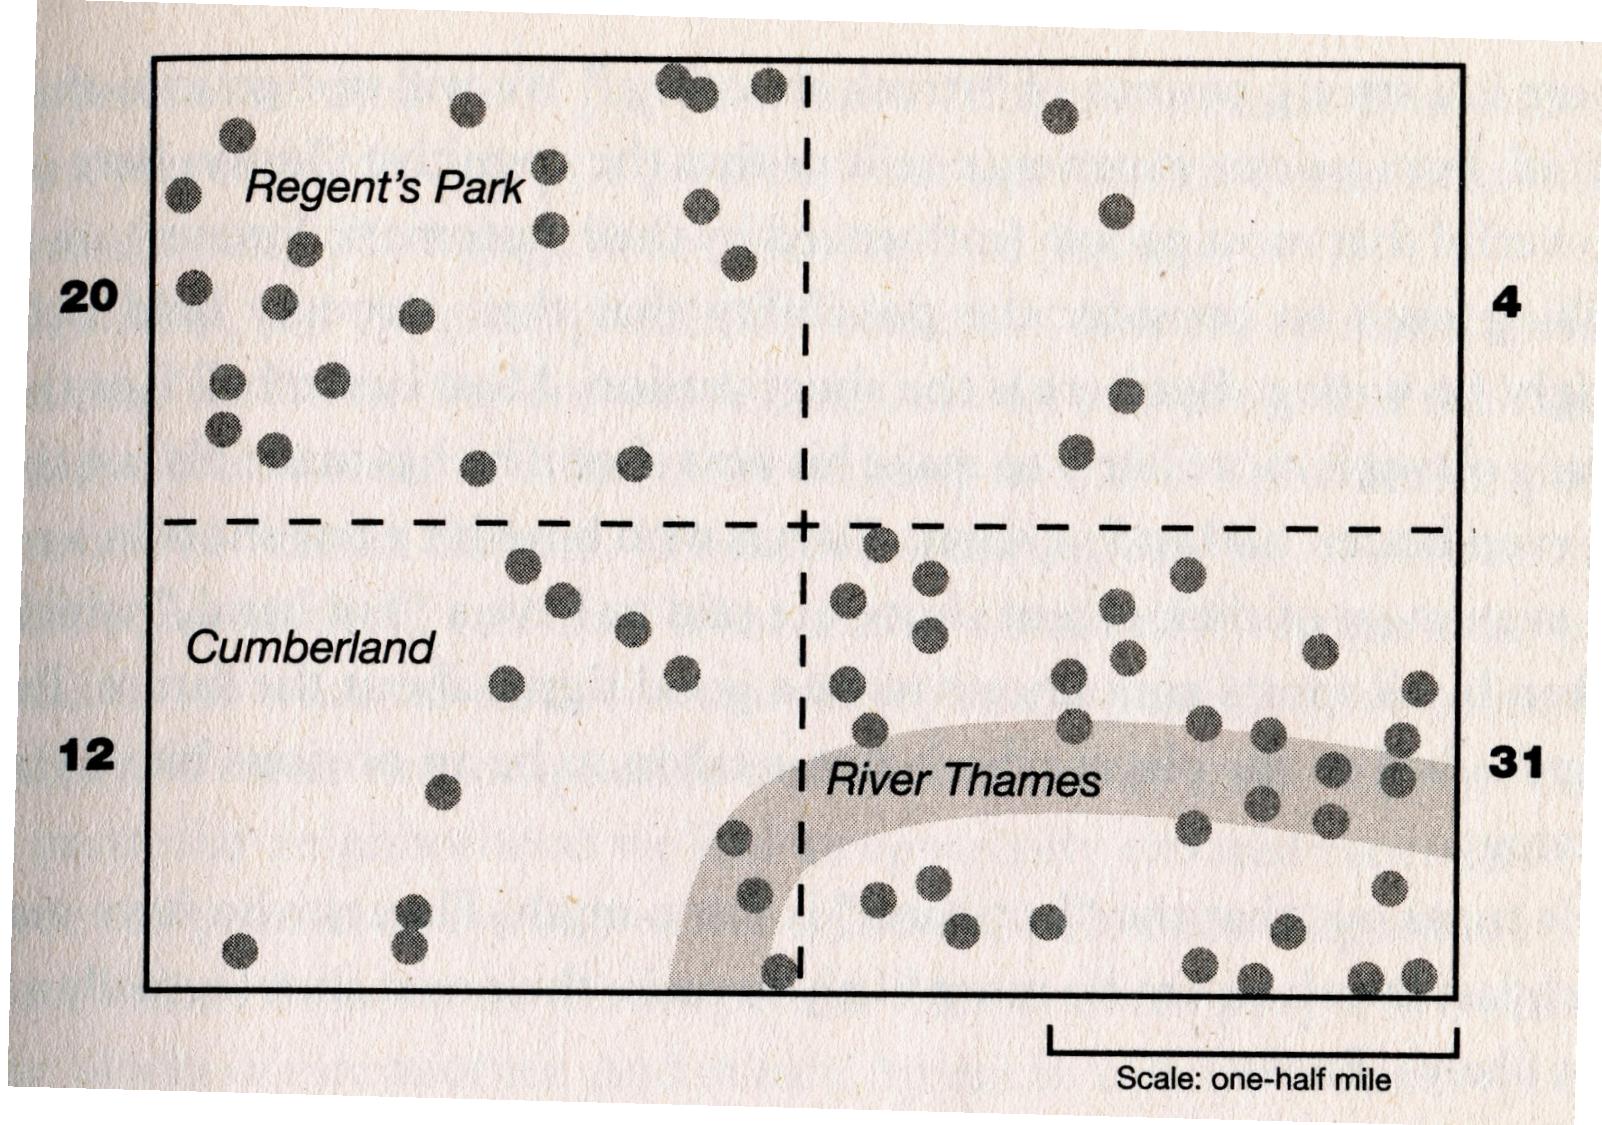 Regent's Park
20
4
Cumberland
12
River Thames
31
Scale: one-half mile